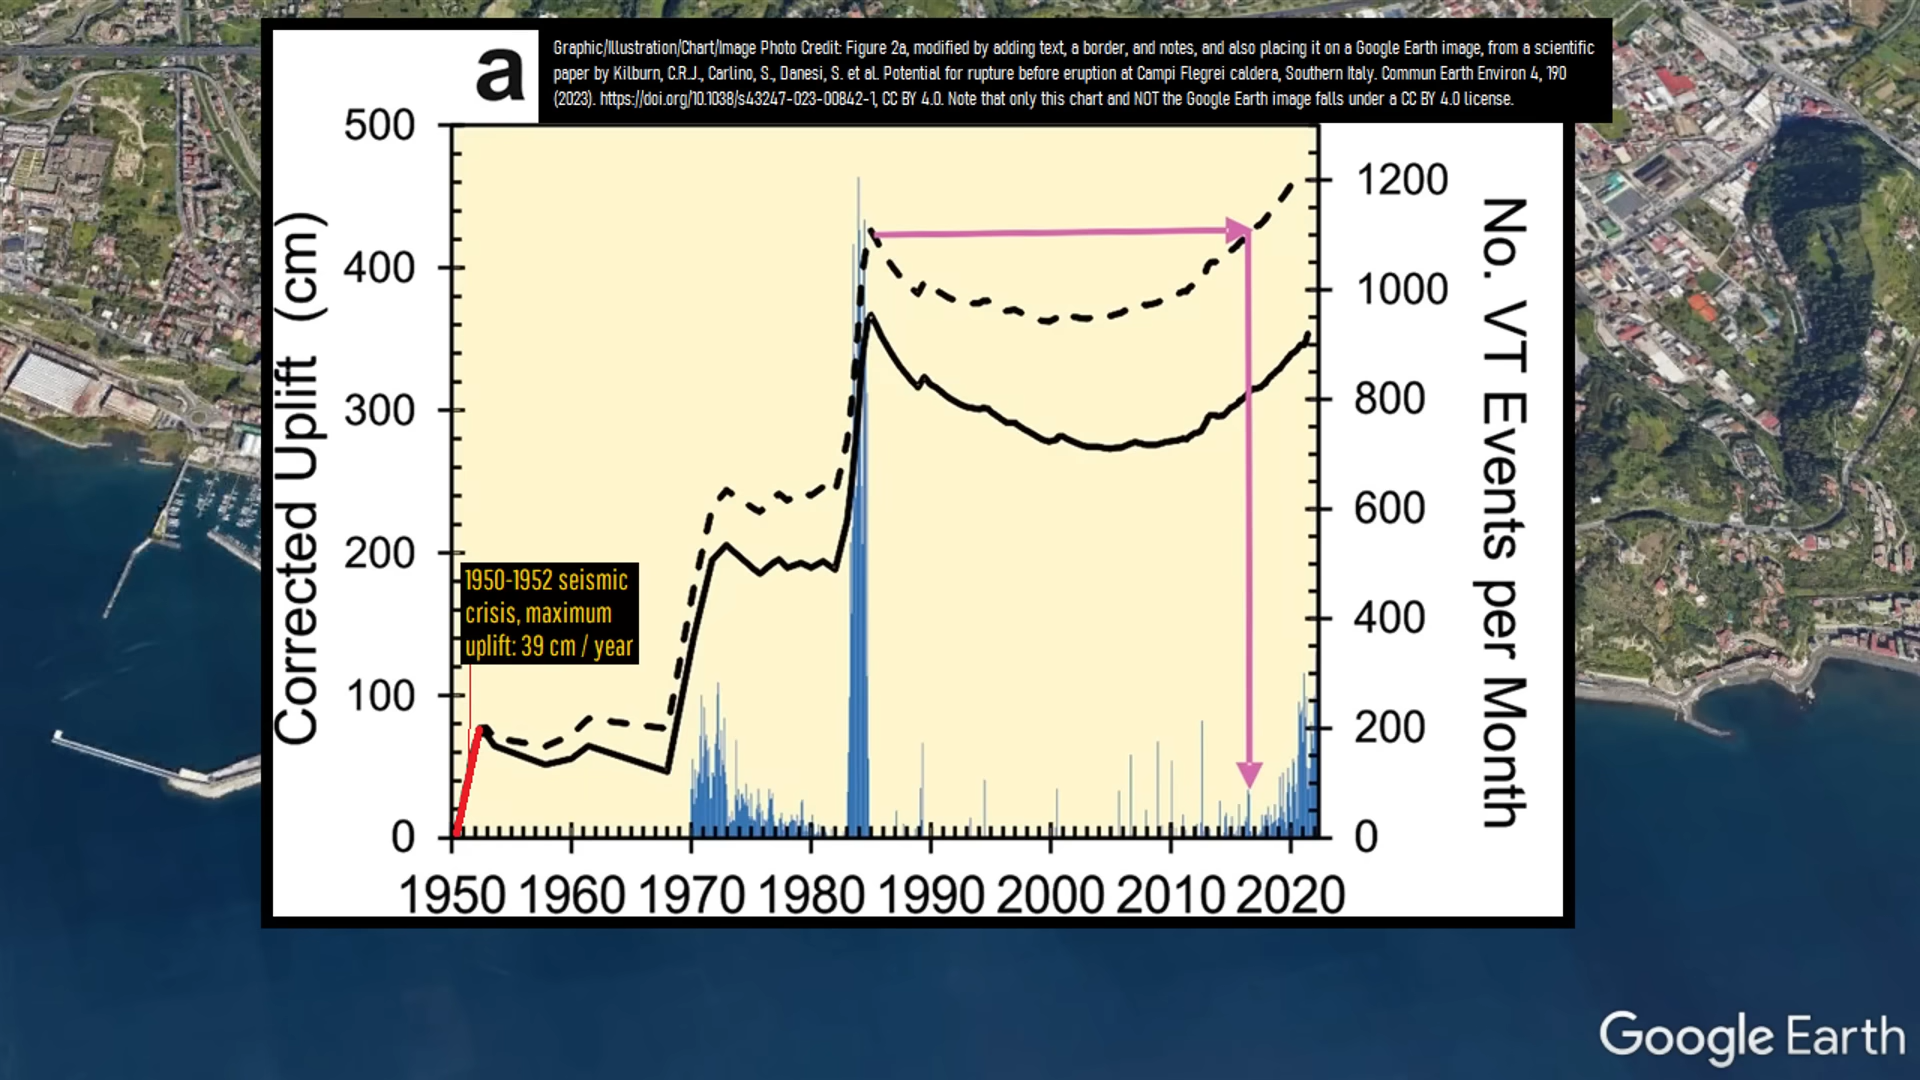 a
Graphic/Illustration/Chart/Image Photo Credit: Figure 2a, modified by adding text, a border, and notes, and also placing it on a Google Earth image, from a scientific
paper by Kilburn, C.R.J., Carlino, S., Danesi, S. et al. Potential for rupture before eruption at Campi Flegrei caldera, Southern Italy. Commun Earth Environ 4, 190
(2023). https://doi.org/10.1038/s43247-023-00842-1, CC BY 4.0. Note that only this chart and NOT the Google Earth image falls under a CC BY 4.0 license.
Corrected Uplift (cm)
500
400
300
200
100
0
1950-1952 seismic
crisis, maximum
uplift: 39 cm / year
1200
1000
800
600
400
200
0
No. VT Events per Month
1950 1960 1970 1980 1990 2000 2010 2020
Google Earth